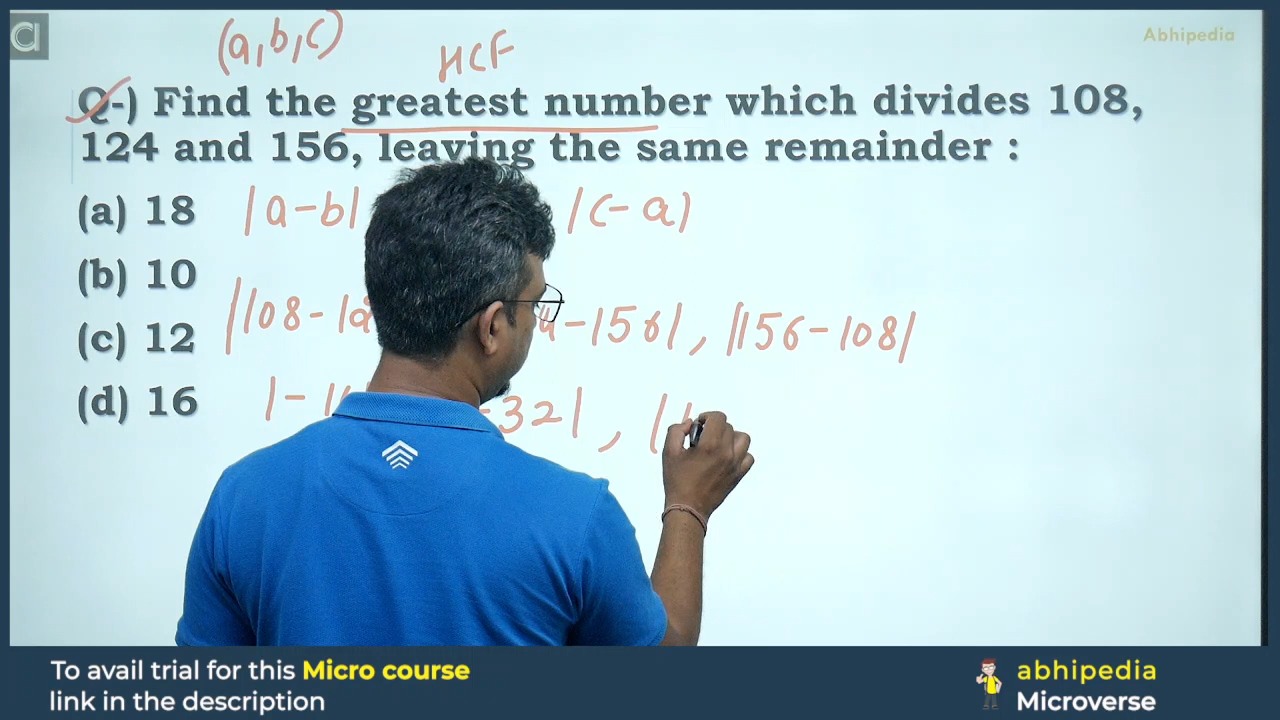 (a,b,c)
HCF
Abhipedia
Q-) Find the greatest number which divides 108,
124 and 156, leaving the same remainder :
(a) 18 |a-b| |c-a|
(b) 10
|108- -156|, ||156-108|
(c) 12
(d) 16 |- -32|, |
To avail trial for this Micro course
link in the description
abhipedia
Microverse